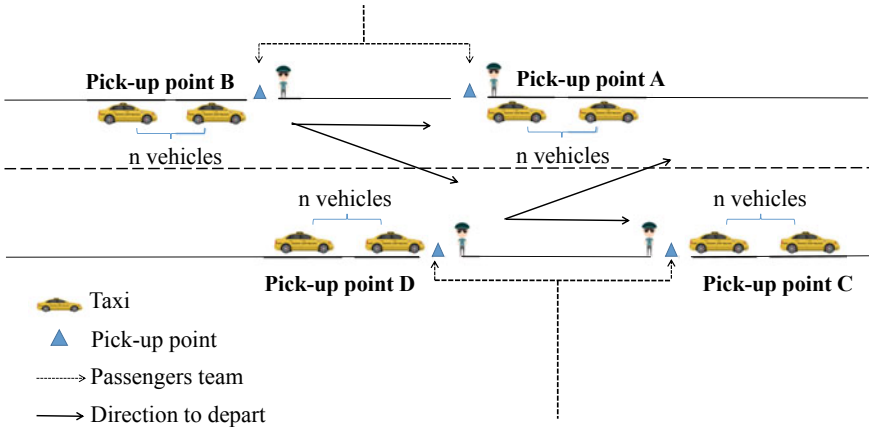 Pick-up point B
Pick-up point A
n vehicles
n vehicles
n vehicles
n vehicles
Pick-up point D
Pick-up point C
Taxi
Pick-up point
Passengers team
Direction to depart